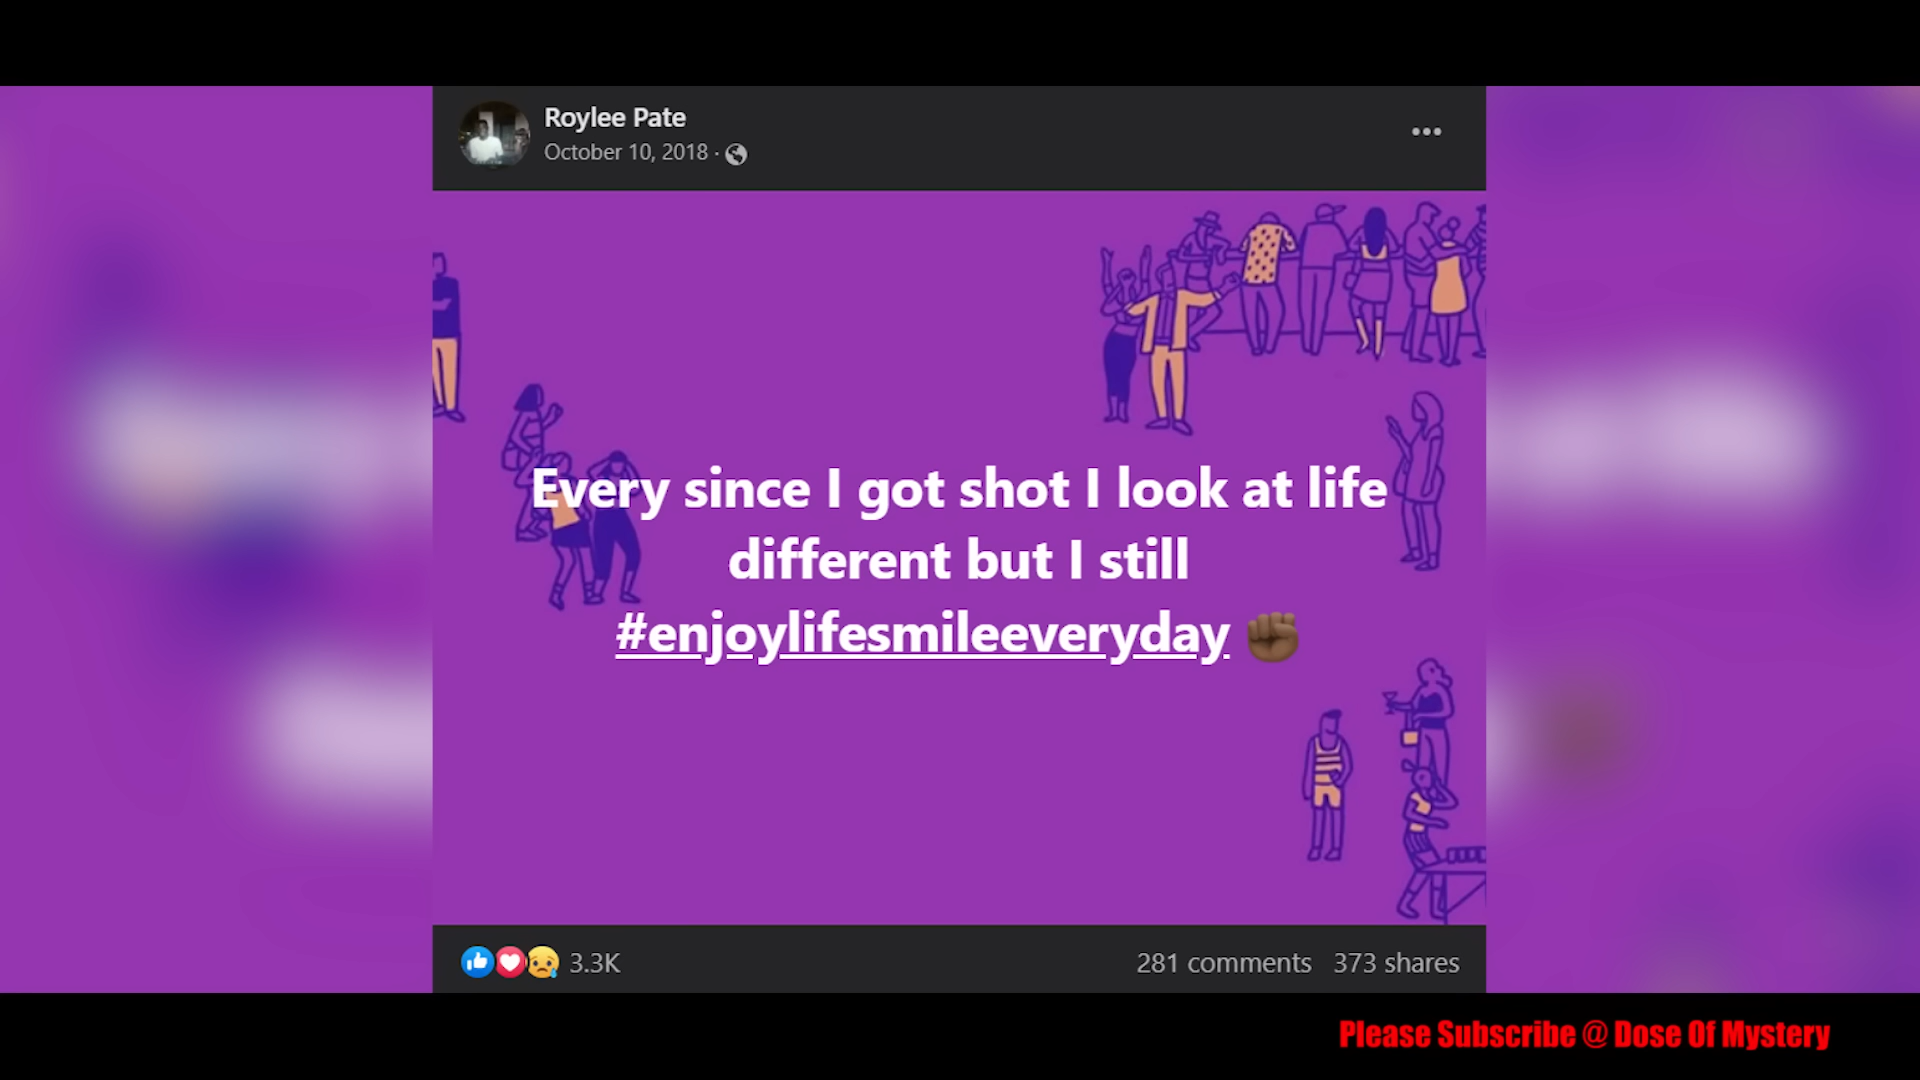 Roylee Pate
October 10, 2018 ·
Every since I got shot I look at life
different but I still
#enjoylifesmileeveryday ✊🏾
3.3K
281 comments 373 shares
Please Subscribe @ Dose Of Mystery